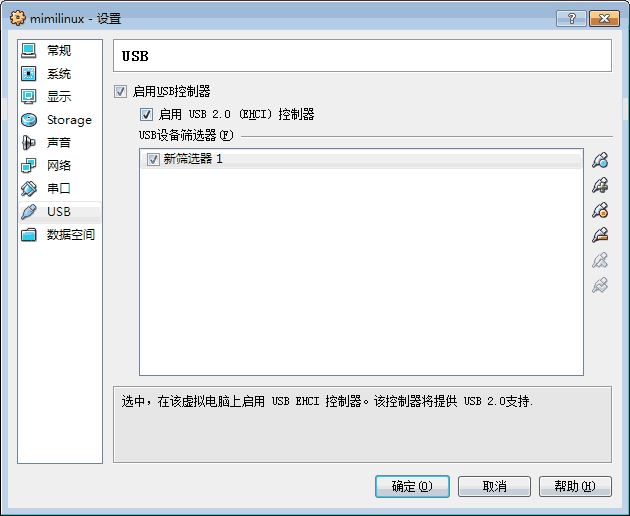 mimilinux - 设置
常规
系统
显示
Storage
声音
网络
串口
USB
数据空间
USB
启用USB控制器
启用 USB 2.0 (EHCI) 控制器
USB设备筛选器(F)
新筛选器 1
选中，在该虚拟电脑上启用 USB EHCI 控制器。该控制器将提供 USB 2.0支持.
确定(O)
取消
帮助(H)